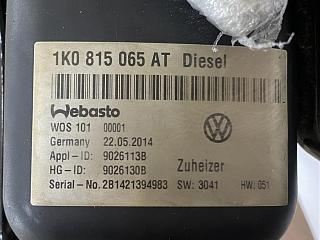 1K0 815 065 AT Diesel
Webasto
WOS 101 00001
Germany 22.05.2014
Appl-ID: 9026113B
HG-ID: 9026130B Zuheizer
Serial-No. 2B1421394983 SW: 3041 HW: 051